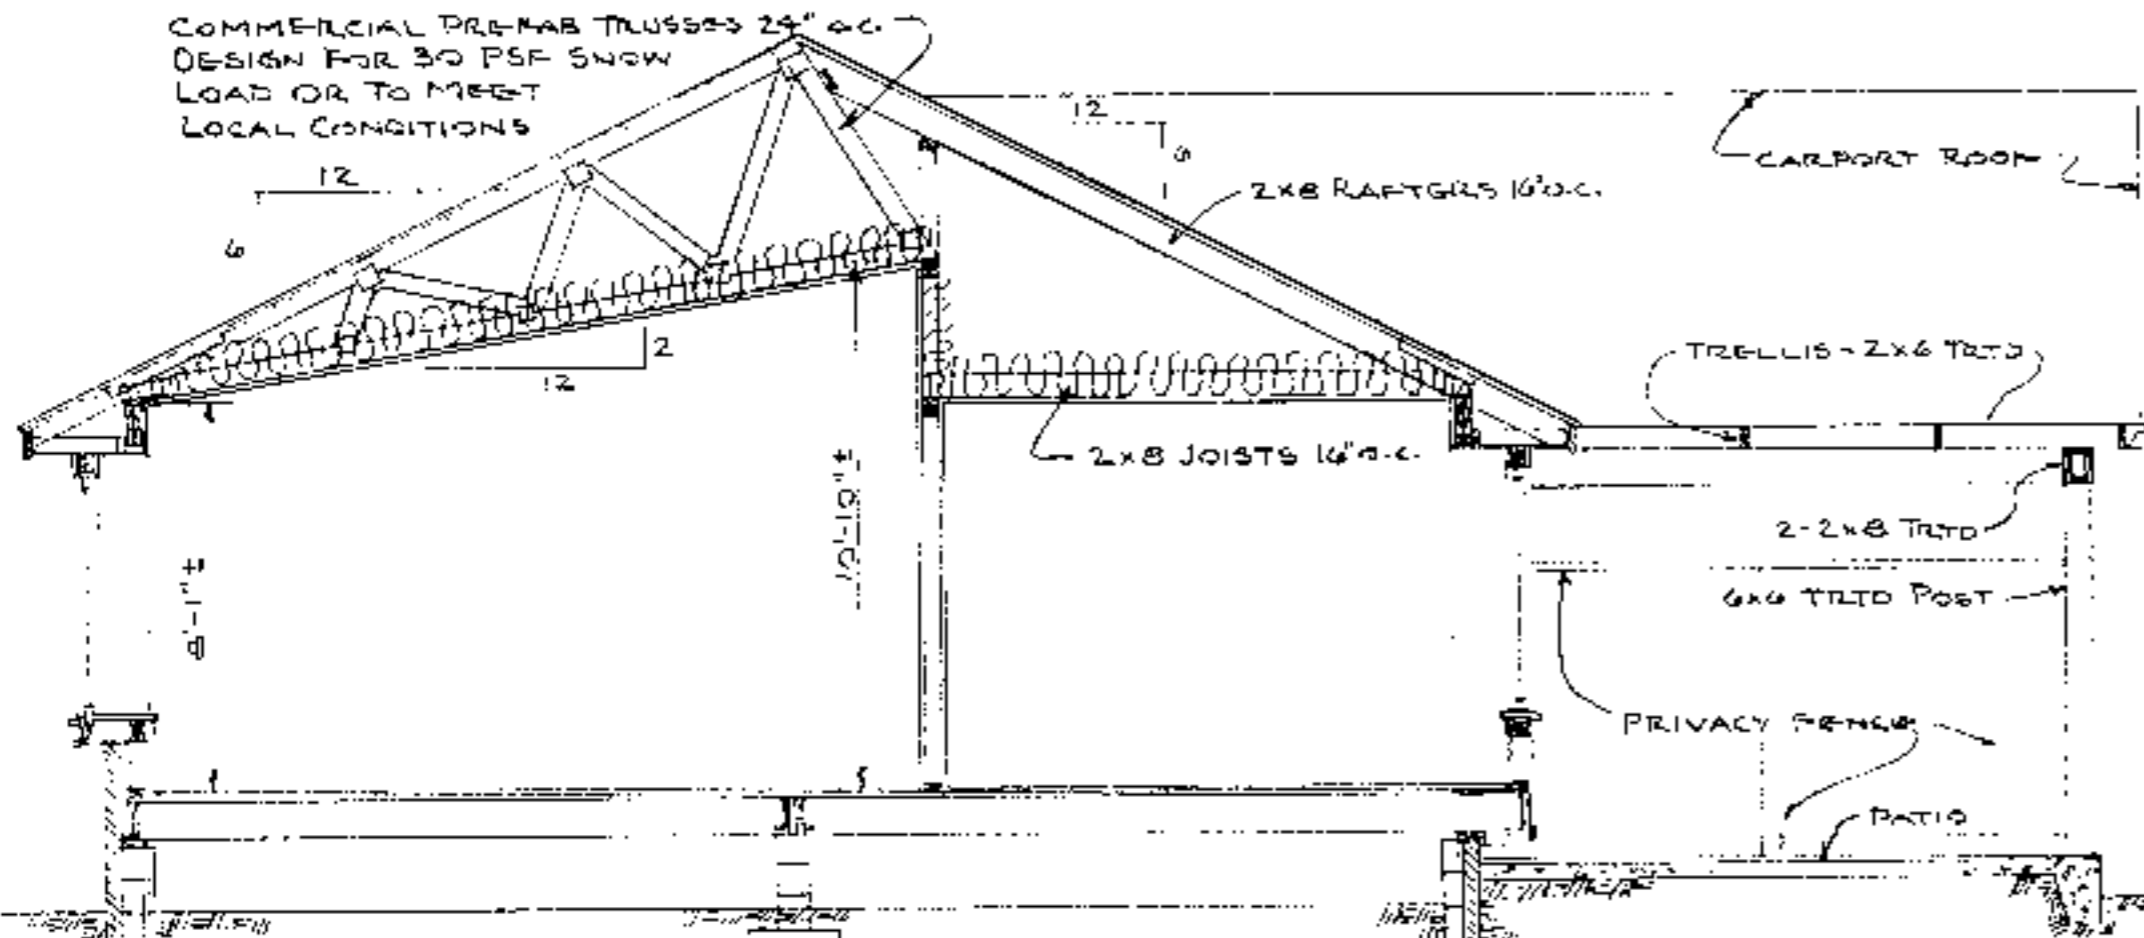 COMMERCIAL PRE-FAB TRUSSES 24" O.C.
DESIGN FOR 30 PSF SNOW
LOAD OR TO MEET
LOCAL CONDITIONS
12
6
12
6
CARPORT ROOF
2X8 RAFTERS 16" O.C.
2
12
TRELLIS - 2X6 TRTD
2X8 JOISTS 16" O.C.
10'-10"±
2-2X8 TRTD
6X6 TRTD POST
PRIVACY FENCE
PATIO